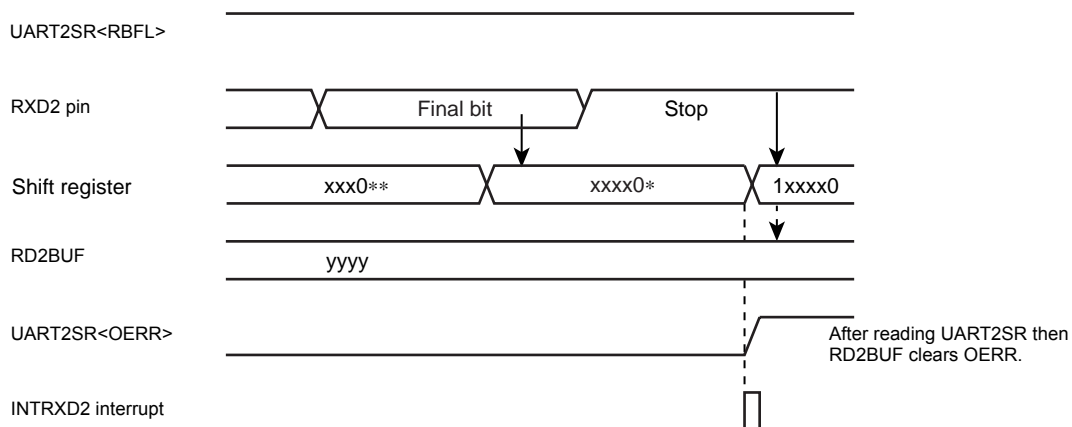 UART2SR<RBFL>
RXD2 pin
Final bit
Stop
Shift register
xxx0**
xxxx0*
1xxxx0
RD2BUF
yyyy
UART2SR<OERR>
After reading UART2SR then
RD2BUF clears OERR.
INTRXD2 interrupt